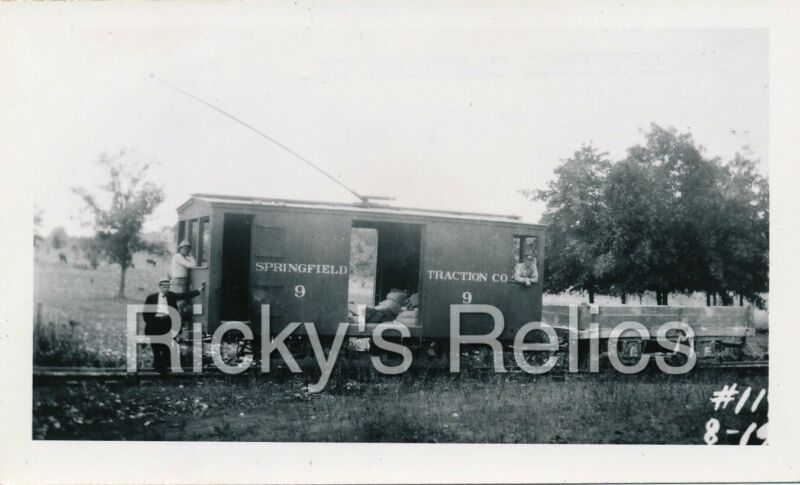 SPRINGFIELD TRACTION CO
9 9
Ricky's Relics
#11
8-1